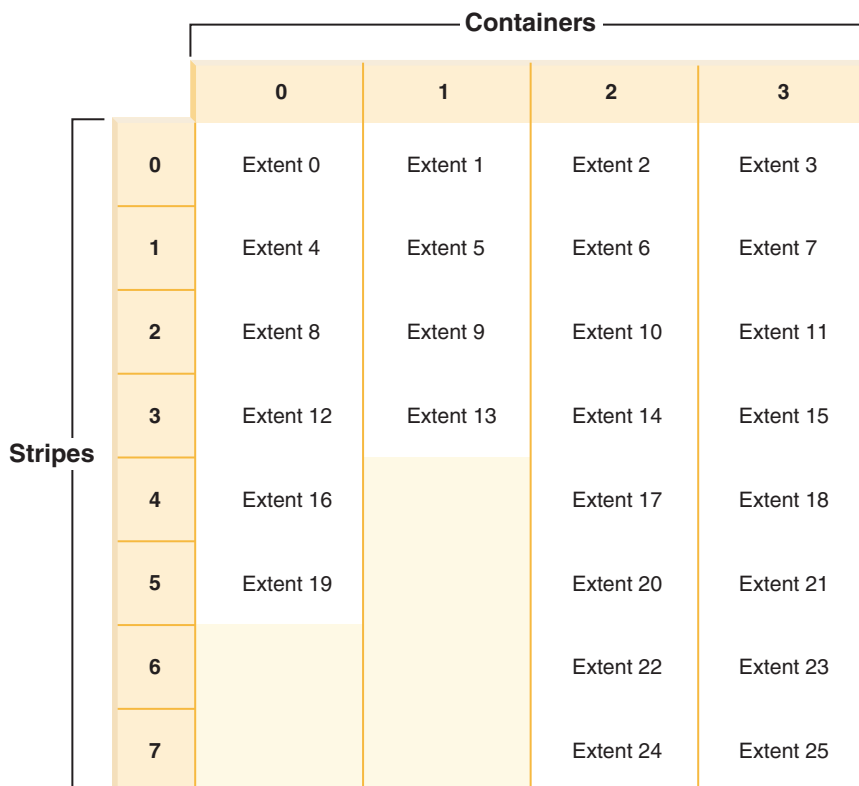 Containers
0 1 2 3
0 Extent 0 Extent 1 Extent 2 Extent 3
1 Extent 4 Extent 5 Extent 6 Extent 7
2 Extent 8 Extent 9 Extent 10 Extent 11
3 Extent 12 Extent 13 Extent 14 Extent 15
Stripes
4 Extent 16 Extent 17 Extent 18
5 Extent 19 Extent 20 Extent 21
6 Extent 22 Extent 23
7 Extent 24 Extent 25